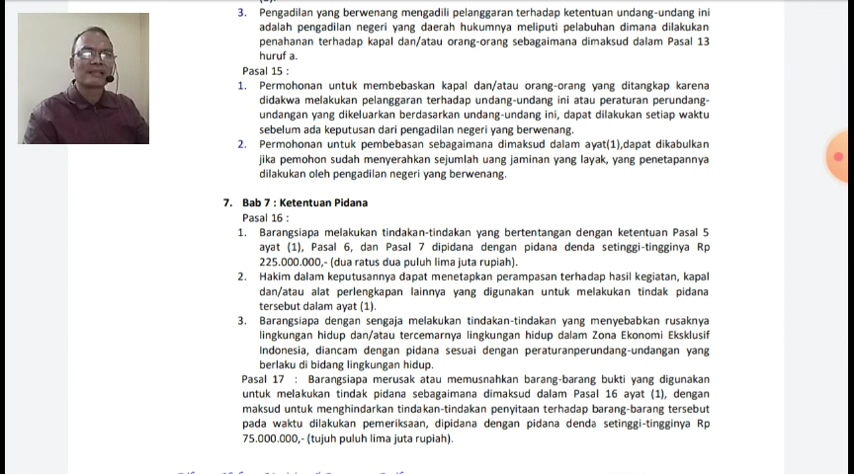 3. Pengadilan yang berwenang mengadili pelanggaran terhadap ketentuan undang-undang ini
adalah pengadilan negeri yang daerah hukumnya meliputi pelabuhan dimana dilakukan
penahanan terhadap kapal dan/atau orang-orang sebagaimana dimaksud dalam Pasal 13
huruf a.
Pasal 15 :
1. Permohonan untuk membebaskan kapal dan/atau orang-orang yang ditangkap karena
didakwa melakukan pelanggaran terhadap undang-undang ini atau peraturan perundang-
undangan yang dikeluarkan berdasarkan undang-undang ini, dapat dilakukan setiap waktu
sebelum ada keputusan dari pengadilan negeri yang berwenang.
2. Permohonan untuk pembebasan sebagaimana dimaksud dalam ayat(1),dapat dikabulkan
jika pemohon sudah menyerahkan sejumlah uang jaminan yang layak, yang penetapannya
dilakukan oleh pengadilan negeri yang berwenang.
7. Bab 7 : Ketentuan Pidana
Pasal 16 :
1. Barangsiapa melakukan tindakan-tindakan yang bertentangan dengan ketentuan Pasal 5
ayat (1), Pasal 6, dan Pasal 7 dipidana dengan pidana denda setinggi-tingginya Rp
225.000.000,- (dua ratus dua puluh lima juta rupiah).
2. Hakim dalam keputusannya dapat menetapkan perampasan terhadap hasil kegiatan, kapal
dan/atau alat perlengkapan lainnya yang digunakan untuk melakukan tindak pidana
tersebut dalam ayat (1).
3. Barangsiapa dengan sengaja melakukan tindakan-tindakan yang menyebabkan rusaknya
lingkungan hidup dan/atau tercemarnya lingkungan hidup dalam Zona Ekonomi Eksklusif
Indonesia, diancam dengan pidana sesuai dengan peraturanperundang-undangan yang
berlaku di bidang lingkungan hidup.
Pasal 17 : Barangsiapa merusak atau memusnahkan barang-barang bukti yang digunakan
untuk melakukan tindak pidana sebagaimana dimaksud dalam Pasal 16 ayat (1), dengan
maksud untuk menghindarkan tindakan-tindakan penyitaan terhadap barang-barang tersebut
pada waktu dilakukan pemeriksaan, dipidana dengan pidana denda setinggi-tingginya Rp
75.000.000,- (tujuh puluh lima juta rupiah).